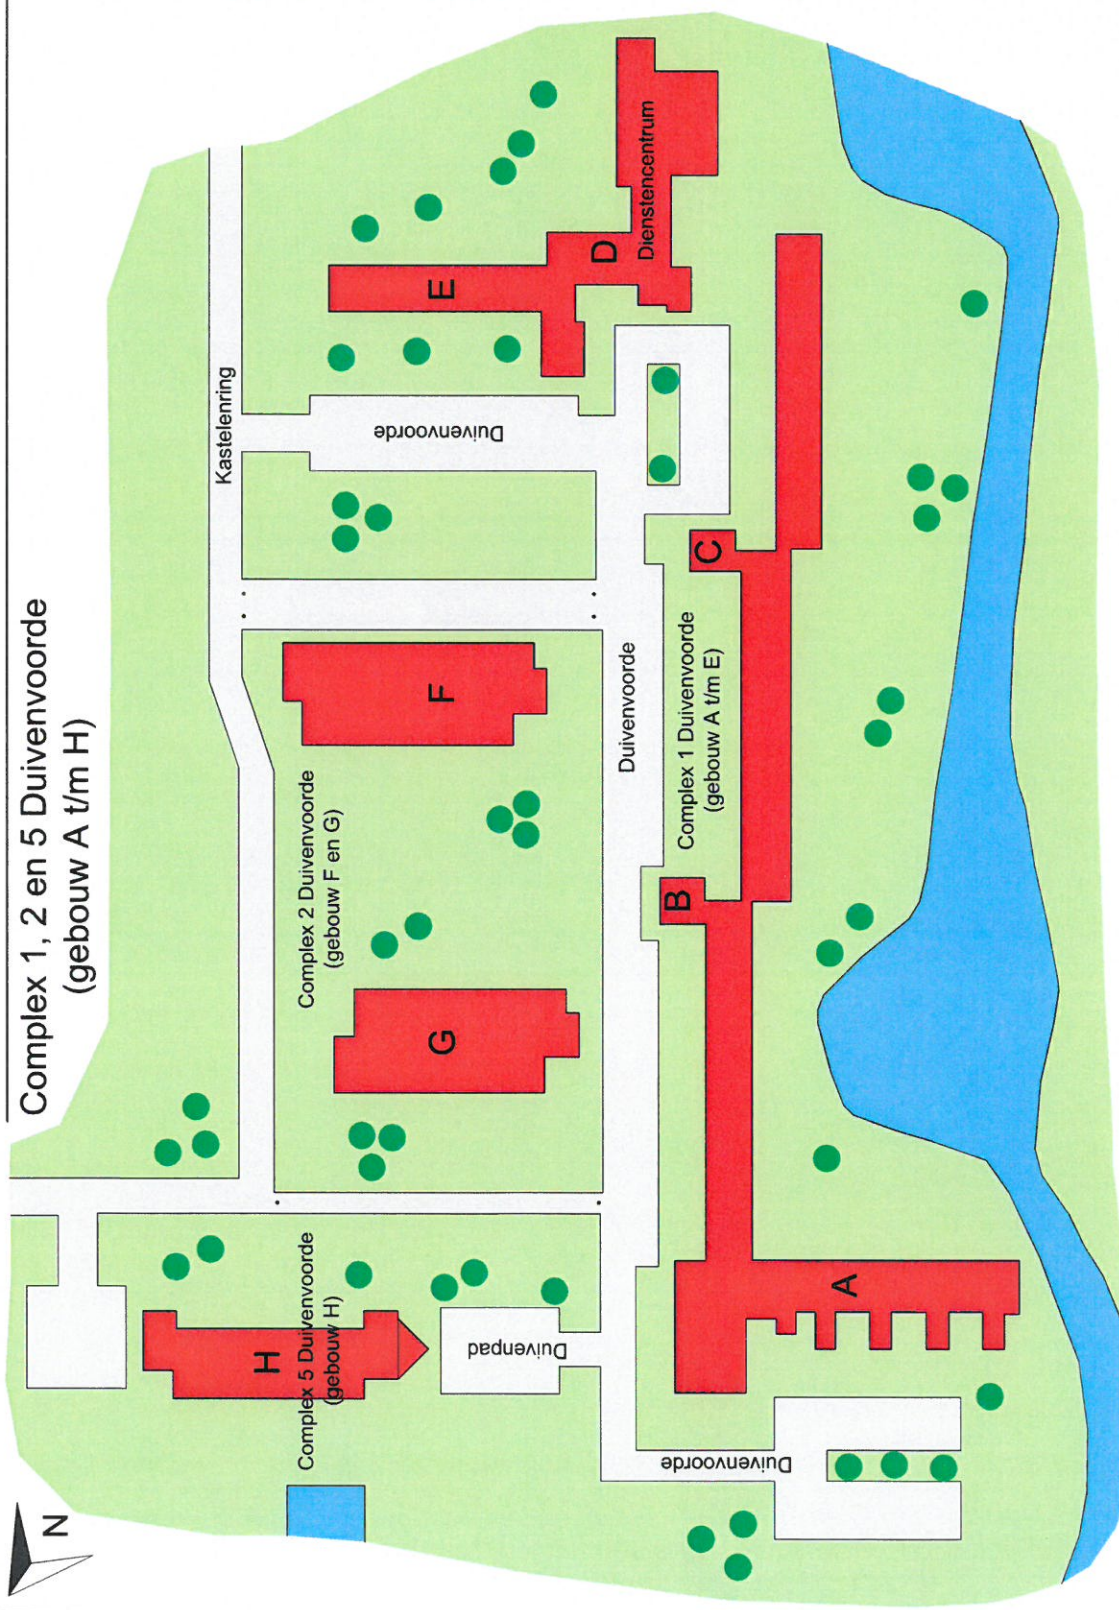 Complex 1, 2 en 5 Duivenvoorde
(gebouw A t/m H)
N
Kastelenring
H
Complex 5 Duivenvoorde
(gebouw H)
Duivenpad
Complex 2 Duivenvoorde
(gebouw F en G)
G
F
Duivenvoorde
E
D
Dienstencentrum
Duivenvoorde
Duivenvoorde
B
Complex 1 Duivenvoorde
(gebouw A t/m E)
C
A